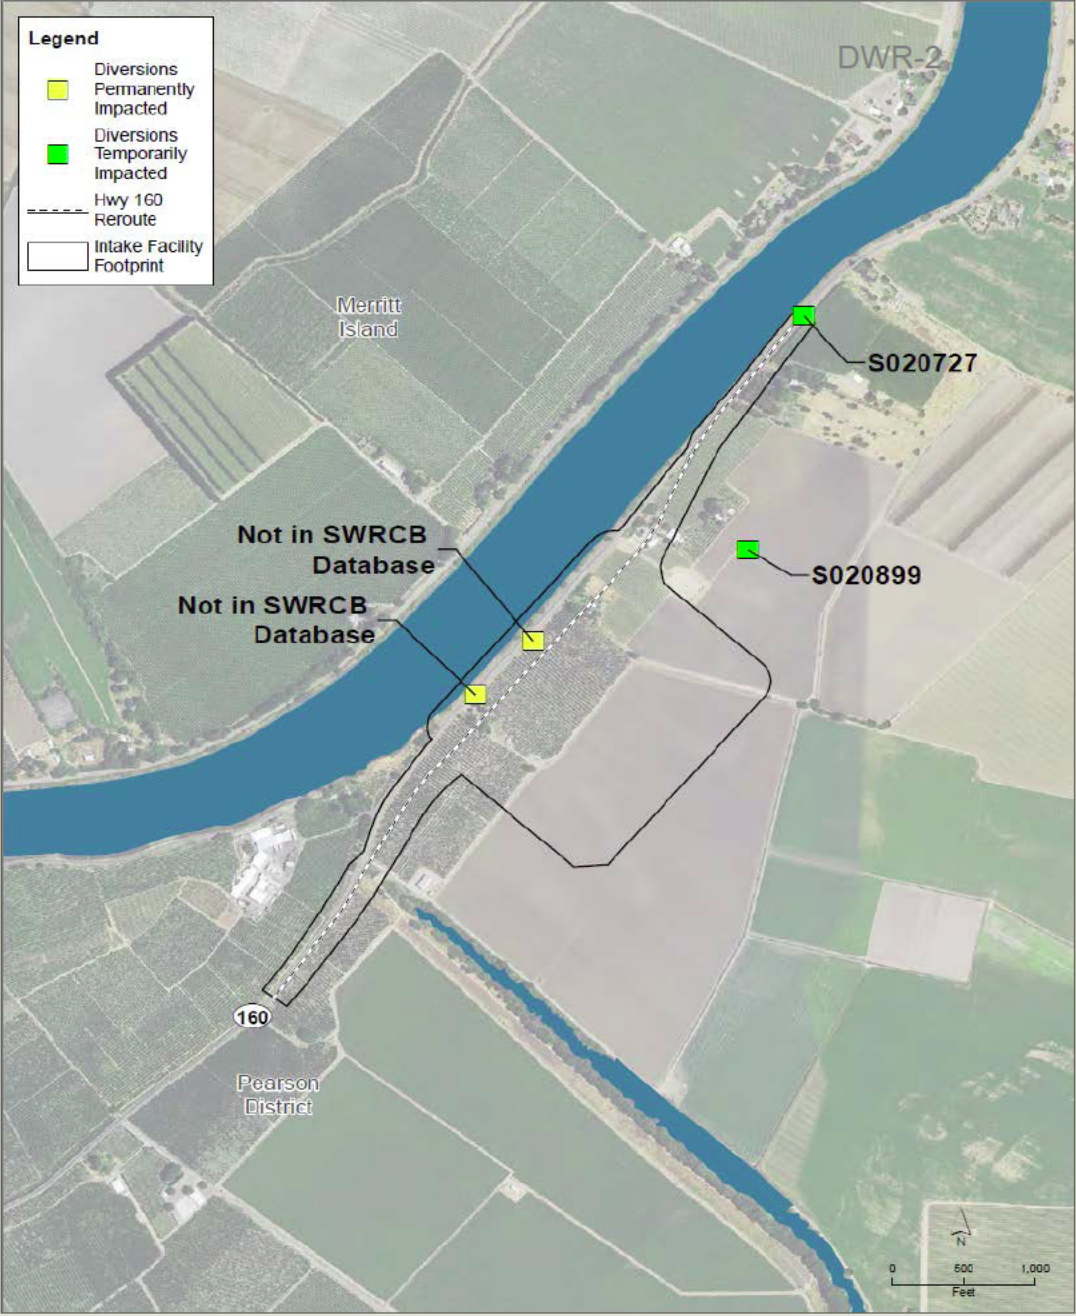 DWR-2
Legend
Diversions
Permanently
Impacted
Diversions
Temporarily
Impacted
Hwy 160
Reroute
Intake Facility
Footprint
Merritt
Island
S020727
Not in SWRCB
Database
S020899
Not in SWRCB
Database
160
Pearson
District
N
0 500 1,000
Feet